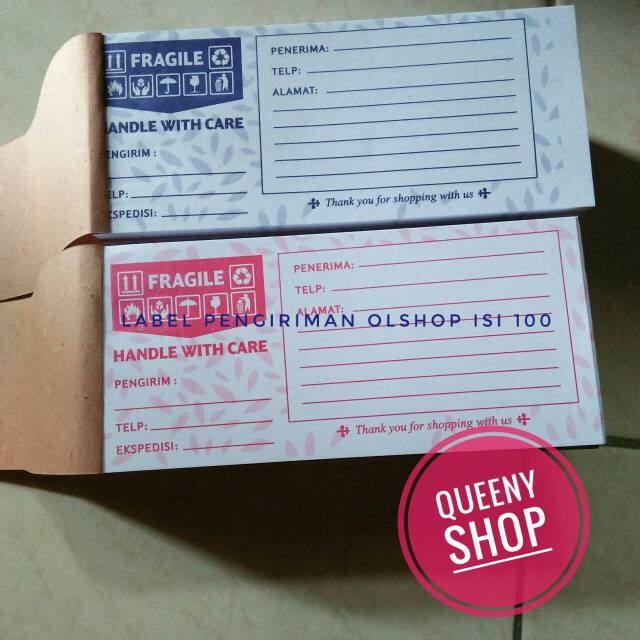 FRAGILE
HANDLE WITH CARE
PENGIRIM :
TELP:
EKSPEDISI:
PENERIMA:
TELP:
ALAMAT:
Thank you for shopping with us
FRAGILE
HANDLE WITH CARE
PENGIRIM :
TELP:
EKSPEDISI:
PENERIMA:
TELP:
ALAMAT:
Thank you for shopping with us
LABEL PENGIRIMAN OLSHOP ISI 100
QUEENY
SHOP